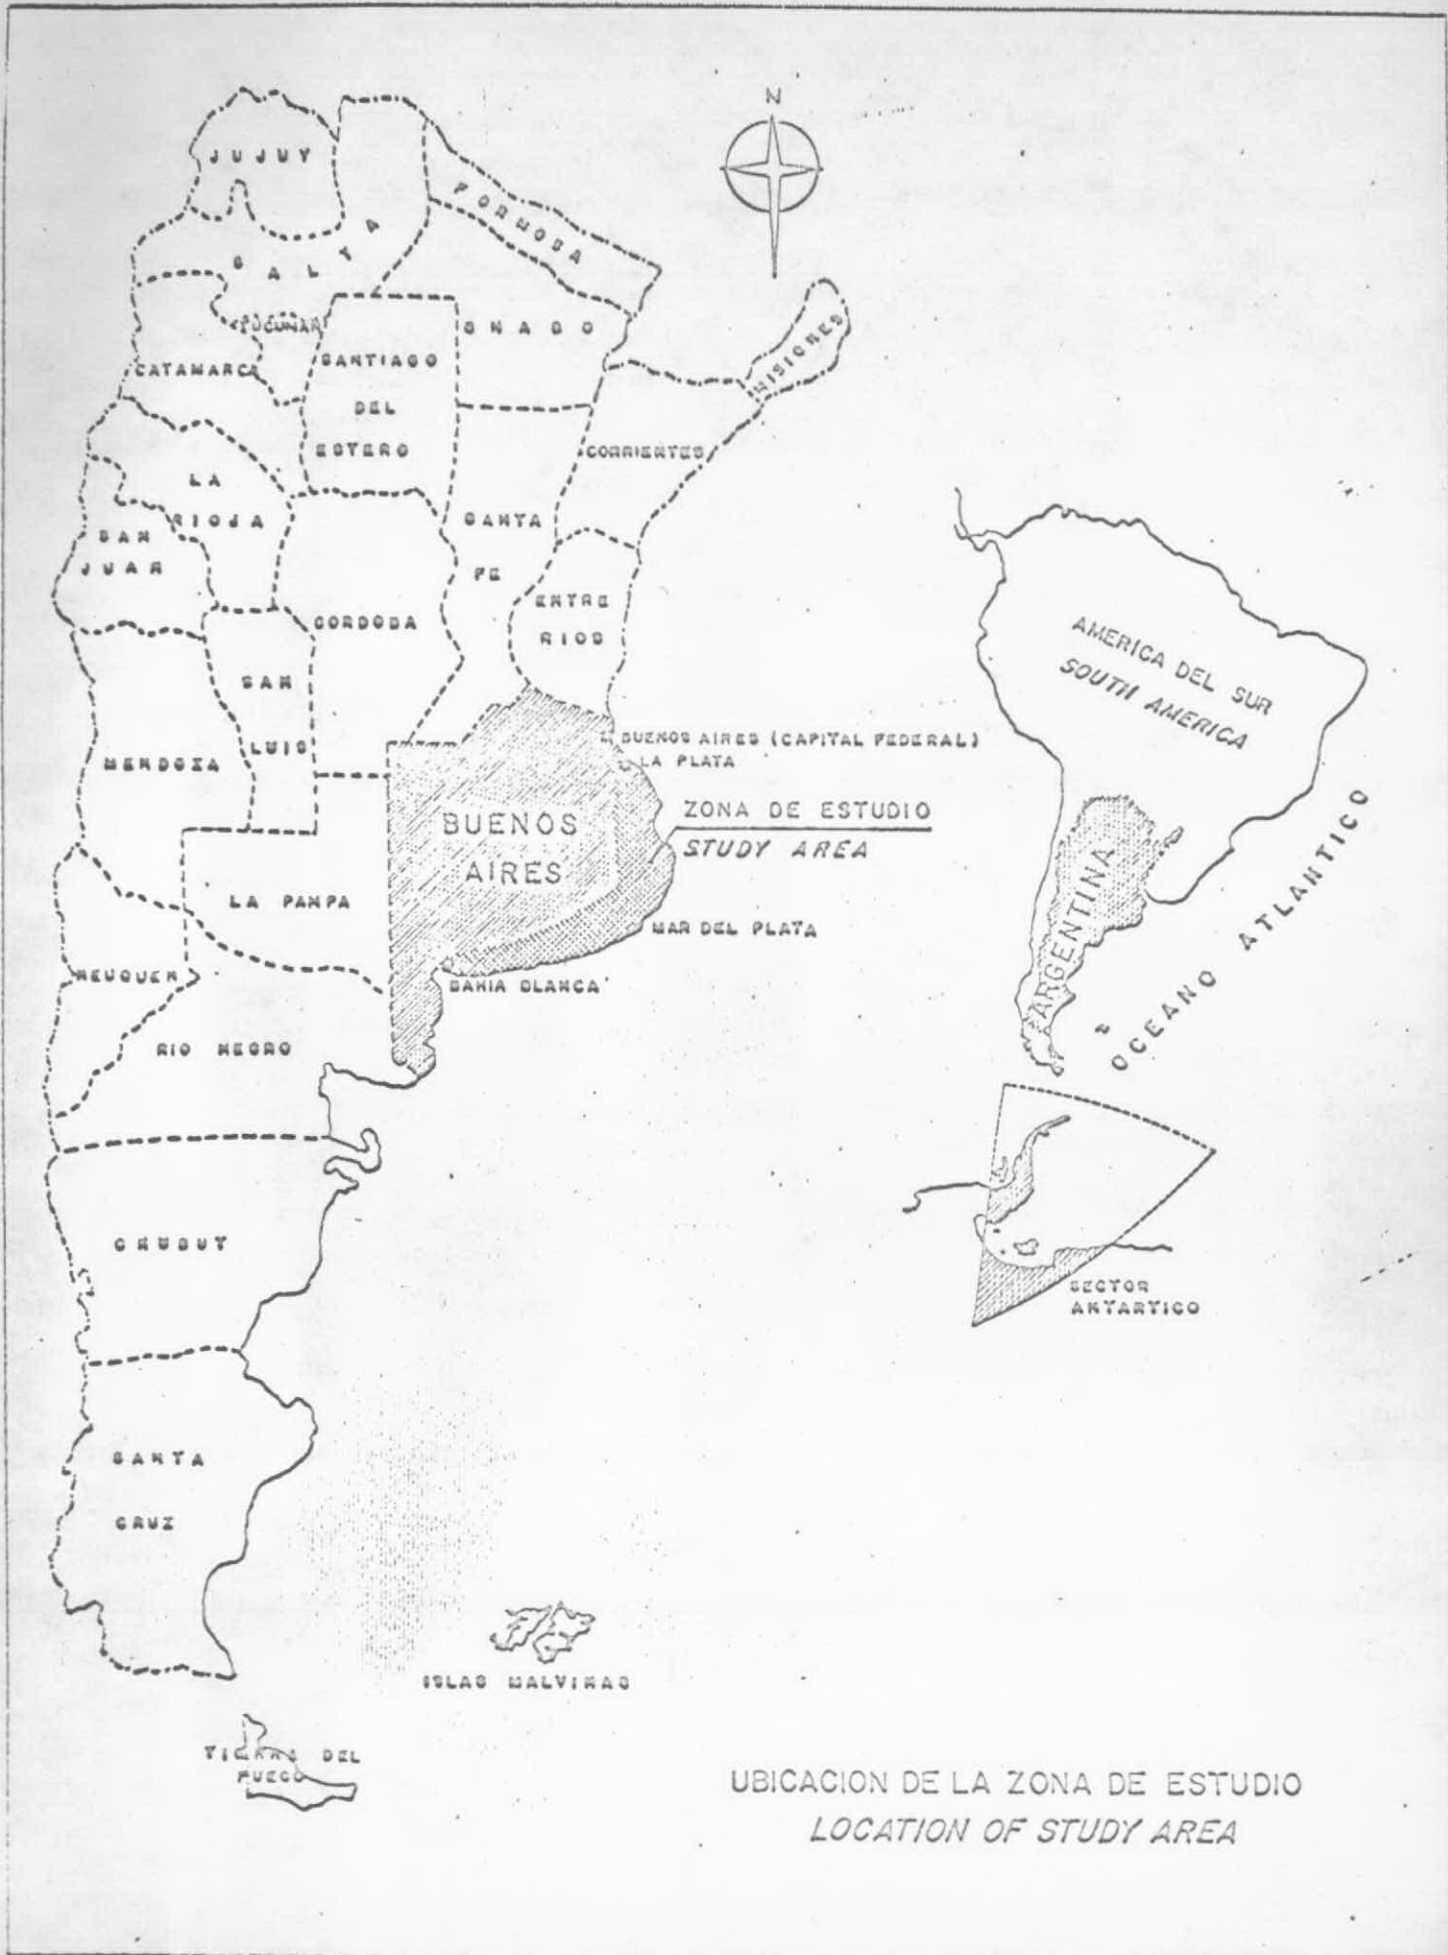 N
JUJUY
FORMOSA
SALTA
TUCUMAN
CHACO
MISIONES
CATAMARCA
SANTIAGO
DEL
ESTERO
CORRIENTES
LA
RIOJA
SANTA
FE
SAN
JUAN
ENTRE
RIOS
CORDOBA
SAN
LUIS
MENDOZA
BUENOS AIRES (CAPITAL FEDERAL)
LA PLATA
BUENOS
AIRES
ZONA DE ESTUDIO
STUDY AREA
LA PAMPA
MAR DEL PLATA
NEUQUEN
BAHIA BLANCA
RIO NEGRO
CHUBUT
SANTA
CRUZ
ISLAS MALVINAS
TIERRA DEL
FUEGO
AMERICA DEL SUR
SOUTH AMERICA
ARGENTINA
OCEANO ATLANTICO
SECTOR
ANTARTICO
UBICACION DE LA ZONA DE ESTUDIO
LOCATION OF STUDY AREA